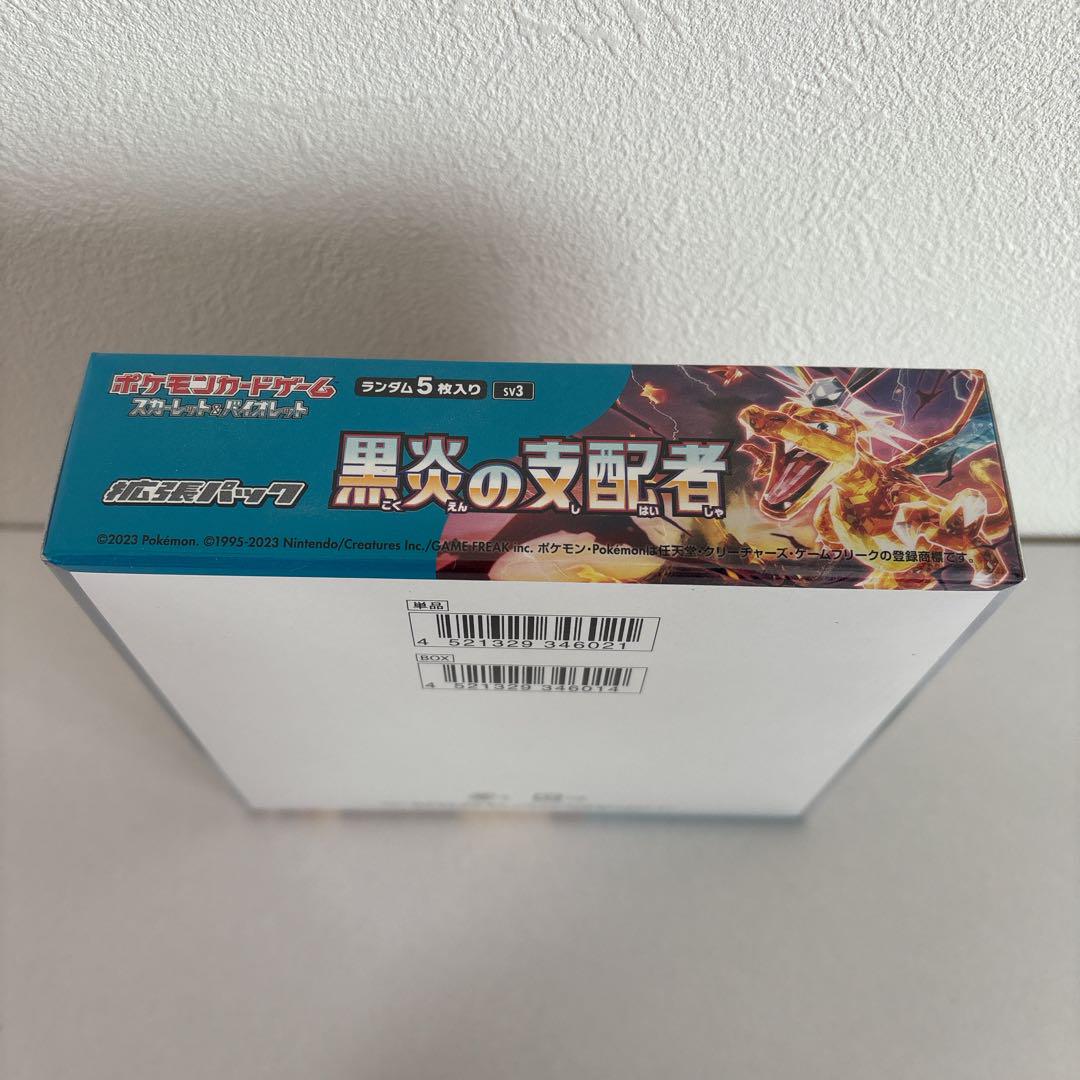 ポケモンカードゲーム
スカーレット&バイオレット
ランダム5枚入り
sv3
拡張パック
黒炎の支配者
こく えん し はい しゃ
©2023 Pokémon. ©1995-2023 Nintendo/Creatures Inc./GAME FREAK inc. ポケモン・Pokémonは任天堂・クリーチャーズ・ゲームフリークの登録商標です。
単品
4 521329 346021
BOX
4 521329 346014